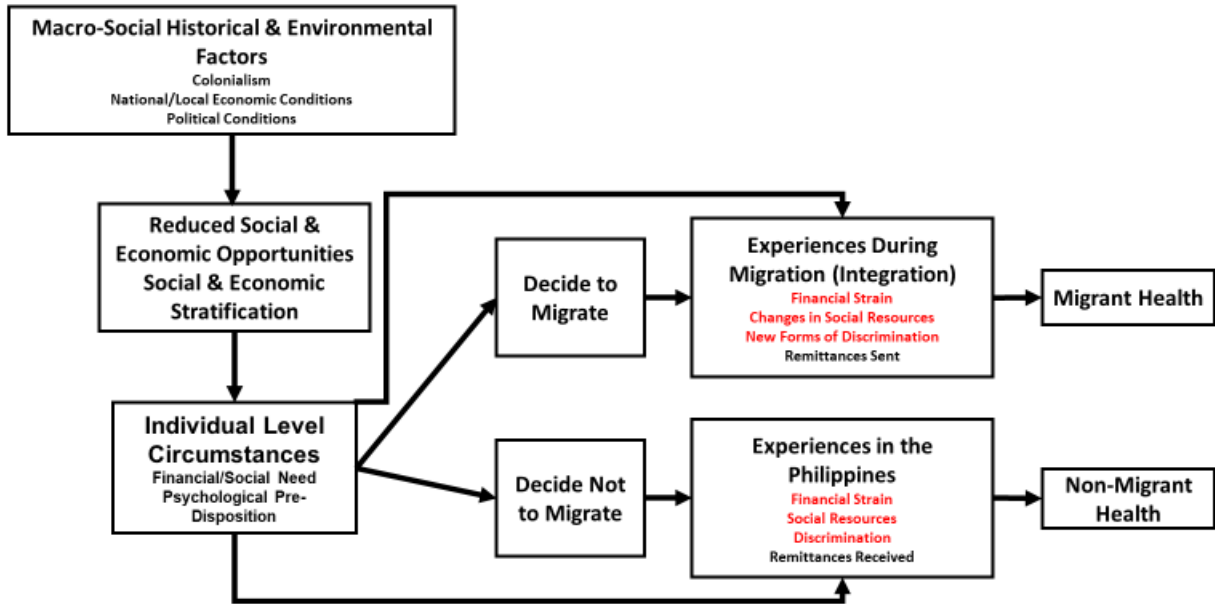 Macro-Social Historical & Environmental
Factors
Colonialism
National/Local Economic Conditions
Political Conditions
Reduced Social &
Economic Opportunities
Social & Economic
Stratification
Individual Level
Circumstances
Financial/Social Need
Psychological Pre-
Disposition
Decide to
Migrate
Experiences During
Migration (Integration)
Financial Strain
Changes in Social Resources
New Forms of Discrimination
Remittances Sent
Migrant Health
Decide Not
to Migrate
Experiences in the
Philippines
Financial Strain
Social Resources
Discrimination
Remittances Received
Non-Migrant
Health